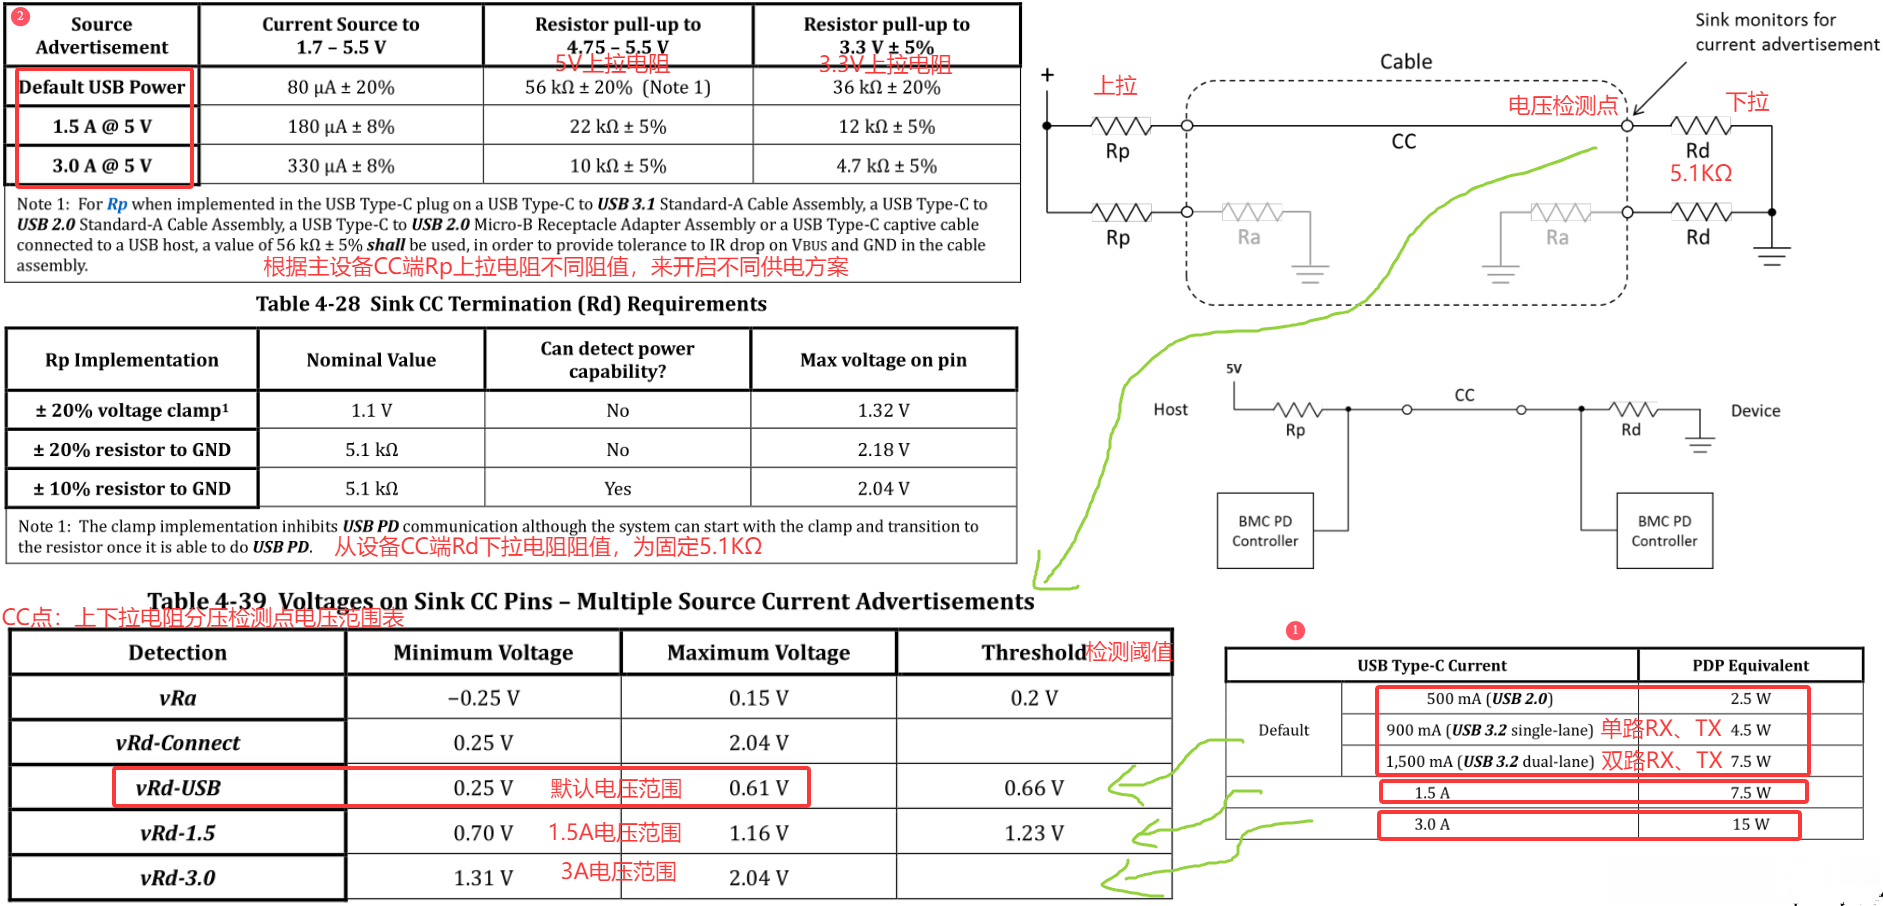 2
Source Advertisement | Current Source to 1.7 – 5.5 V | Resistor pull-up to 4.75 – 5.5 V | Resistor pull-up to 3.3 V ± 5%
5V上拉电阻
3.3V上拉电阻
Default USB Power | 80 µA ± 20% | 56 kΩ ± 20% (Note 1) | 36 kΩ ± 20%
1.5 A @ 5 V | 180 µA ± 8% | 22 kΩ ± 5% | 12 kΩ ± 5%
3.0 A @ 5 V | 330 µA ± 8% | 10 kΩ ± 5% | 4.7 kΩ ± 5%
Note 1: For Rp when implemented in the USB Type-C plug on a USB Type-C to USB 3.1 Standard-A Cable Assembly, a USB Type-C to
USB 2.0 Standard-A Cable Assembly, a USB Type-C to USB 2.0 Micro-B Receptacle Adapter Assembly or a USB Type-C captive cable
connected to a USB host, a value of 56 kΩ ± 5% shall be used, in order to provide tolerance to IR drop on VBUS and GND in the cable
assembly.
根据主设备CC端Rp上拉电阻不同阻值，来开启不同供电方案
Table 4-28 Sink CC Termination (Rd) Requirements
Rp Implementation | Nominal Value | Can detect power capability? | Max voltage on pin
± 20% voltage clamp¹ | 1.1 V | No | 1.32 V
± 20% resistor to GND | 5.1 kΩ | No | 2.18 V
± 10% resistor to GND | 5.1 kΩ | Yes | 2.04 V
Note 1: The clamp implementation inhibits USB PD communication although the system can start with the clamp and transition to
the resistor once it is able to do USB PD.
从设备CC端Rd下拉电阻阻值，为固定5.1KΩ
Table 4-39 Voltages on Sink CC Pins – Multiple Source Current Advertisements
CC点：上下拉电阻分压检测点电压范围表
Detection | Minimum Voltage | Maximum Voltage | Threshold
检测阈值
vRa | –0.25 V | 0.15 V | 0.2 V
vRd-Connect | 0.25 V | 2.04 V
vRd-USB | 0.25 V | 默认电压范围 | 0.61 V | 0.66 V
vRd-1.5 | 0.70 V | 1.5A电压范围 | 1.16 V | 1.23 V
vRd-3.0 | 1.31 V | 3A电压范围 | 2.04 V
Sink monitors for
current advertisement
Cable
+
上拉
电压检测点
下拉
Rp
CC
Rd
5.1KΩ
Rp
Ra
Ra
Rd
5V
Host
CC
Device
Rp
Rd
BMC PD
Controller
BMC PD
Controller
1
USB Type-C Current | PDP Equivalent
Default
500 mA (USB 2.0) | 2.5 W
900 mA (USB 3.2 single-lane) 单路RX、TX | 4.5 W
1,500 mA (USB 3.2 dual-lane) 双路RX、TX | 7.5 W
1.5 A | 7.5 W
3.0 A | 15 W